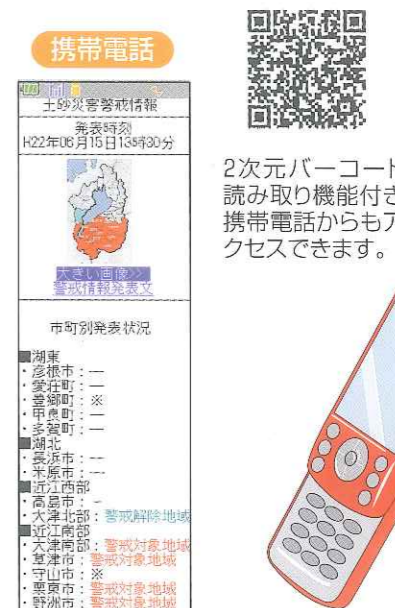 携帯電話
土砂災害警戒情報
発表時刻
H22年06月15日13時30分
大きい画像>>
警戒情報発表文
市町別発表状況
■湖東
・彦根市：―
・愛荘町：―
・豊郷町：※
・甲良町：―
・多賀町：―
■湖北
・長浜市：―
・米原市：―
■近江西部
・高島市：-
・大津北部：警戒解除地域
■近江南部
・大津南部：警戒対象地域
・草津市：警戒対象地域
・守山市：※
・栗東市：警戒対象地域
・野洲市：警戒対象地域
2次元バーコード
読み取り機能付き
携帯電話からもア
クセスできます。